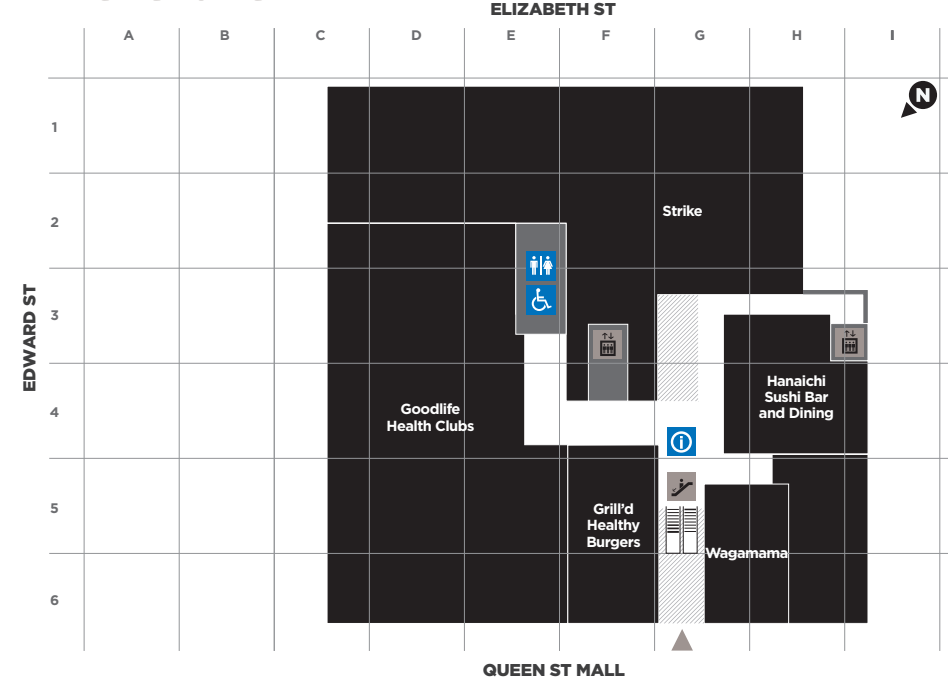 ELIZABETH ST
A B C D E F G H I
N
1
2
3
4
5
6
EDWARD ST
Strike
Goodlife
Health Clubs
Hanaichi
Sushi Bar
and Dining
i
Grill'd
Healthy
Burgers
Wagamama
QUEEN ST MALL